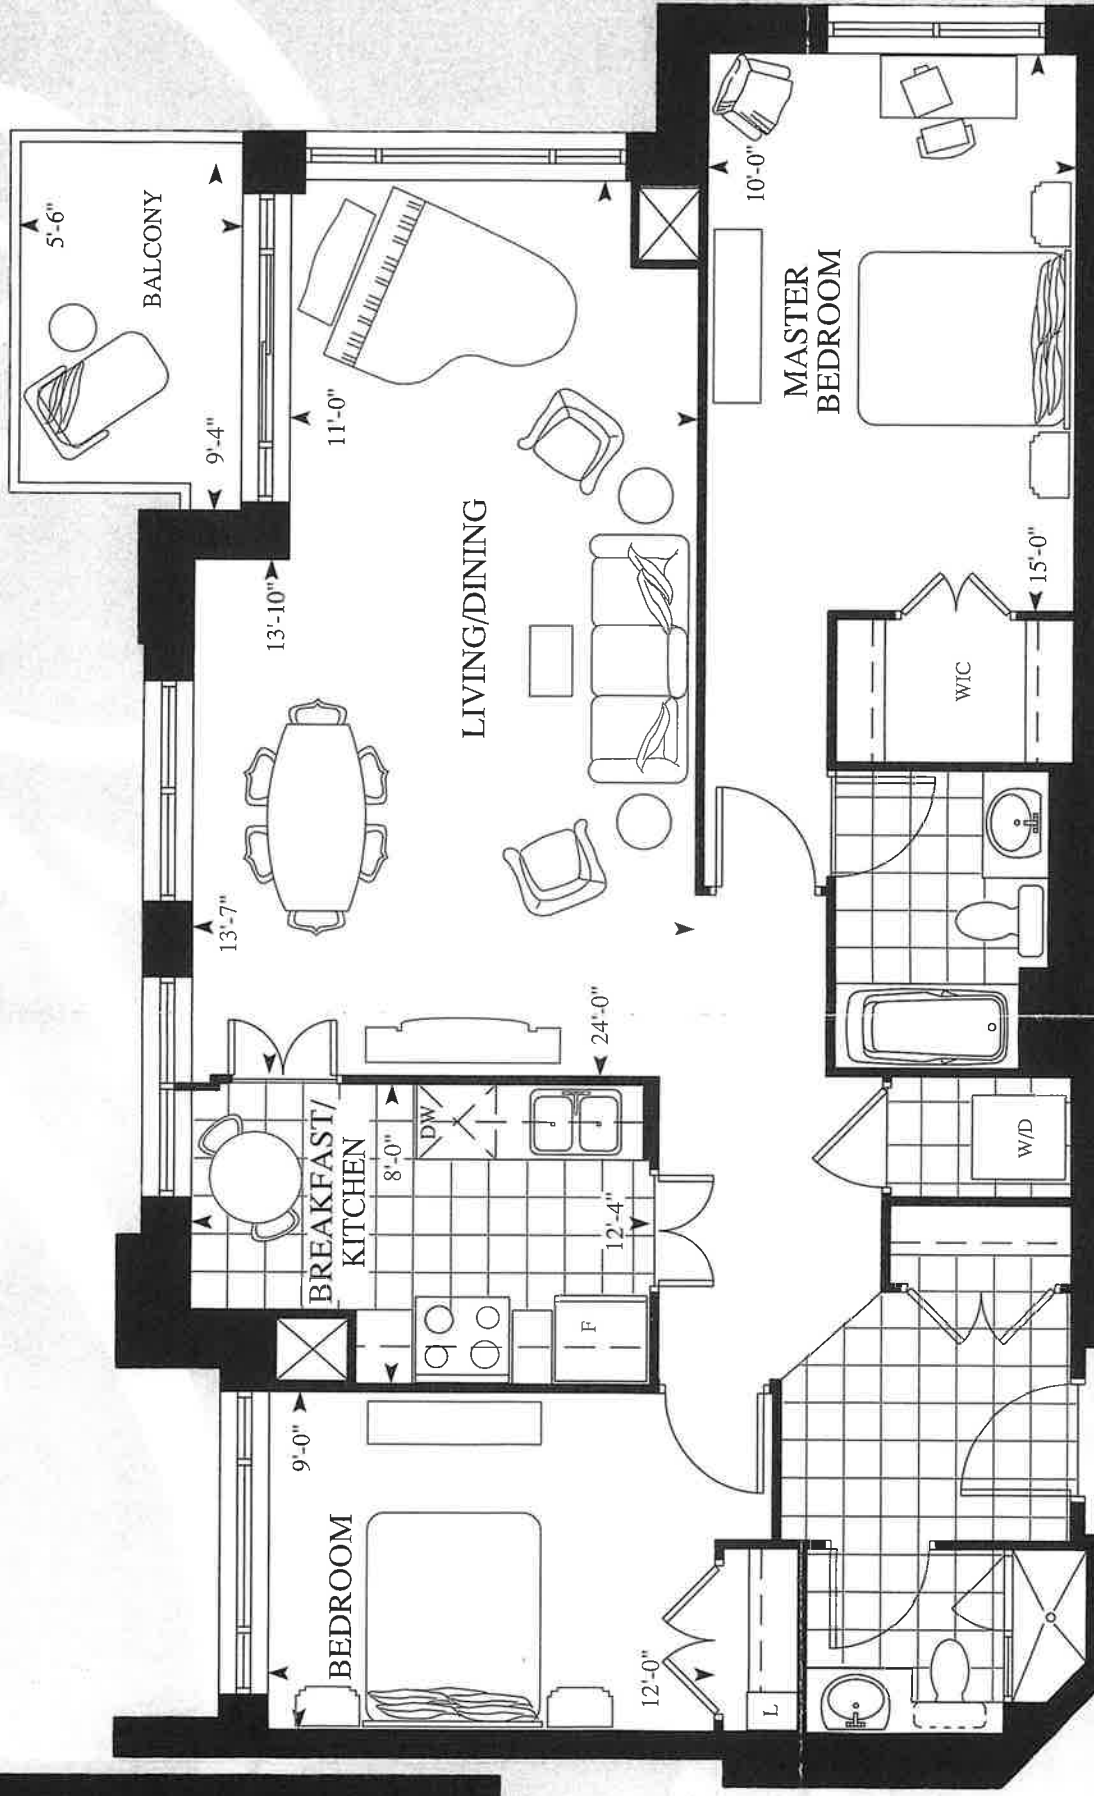 5'-6"
BALCONY
9'-4"
11'-0"
13'-10"
LIVING/DINING
13'-7"
24'-0"
10'-0"
MASTER
BEDROOM
15'-0"
WIC
BREAKFAST/
KITCHEN
8'-0"
DW
12'-4"
F
W/D
9'-0"
BEDROOM
12'-0"
L